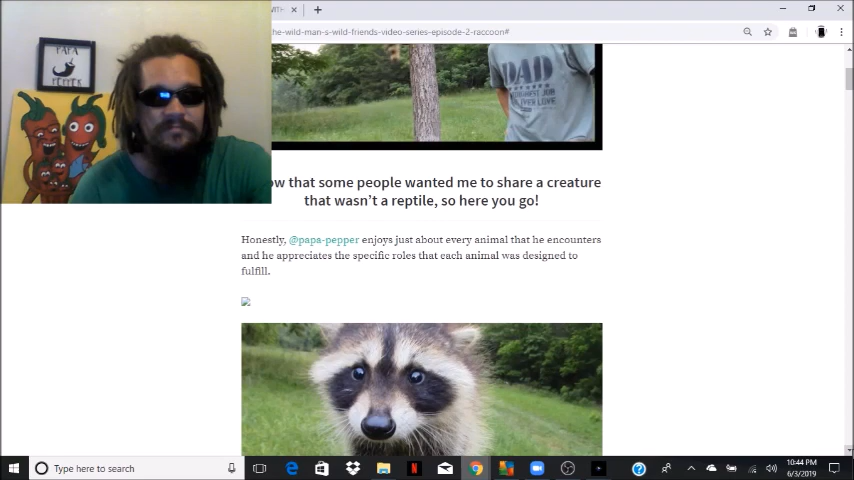 ITH
he-wild-man-s-wild-friends-video-series-episode-2-raccoon#
PAPA
PEPPER
DAD
ow that some people wanted me to share a creature
that wasn't a reptile, so here you go!
Honestly, @papa-pepper enjoys just about every animal that he encounters
and he appreciates the specific roles that each animal was designed to
fulfill.
Type here to search
10:44 PM
6/3/2019